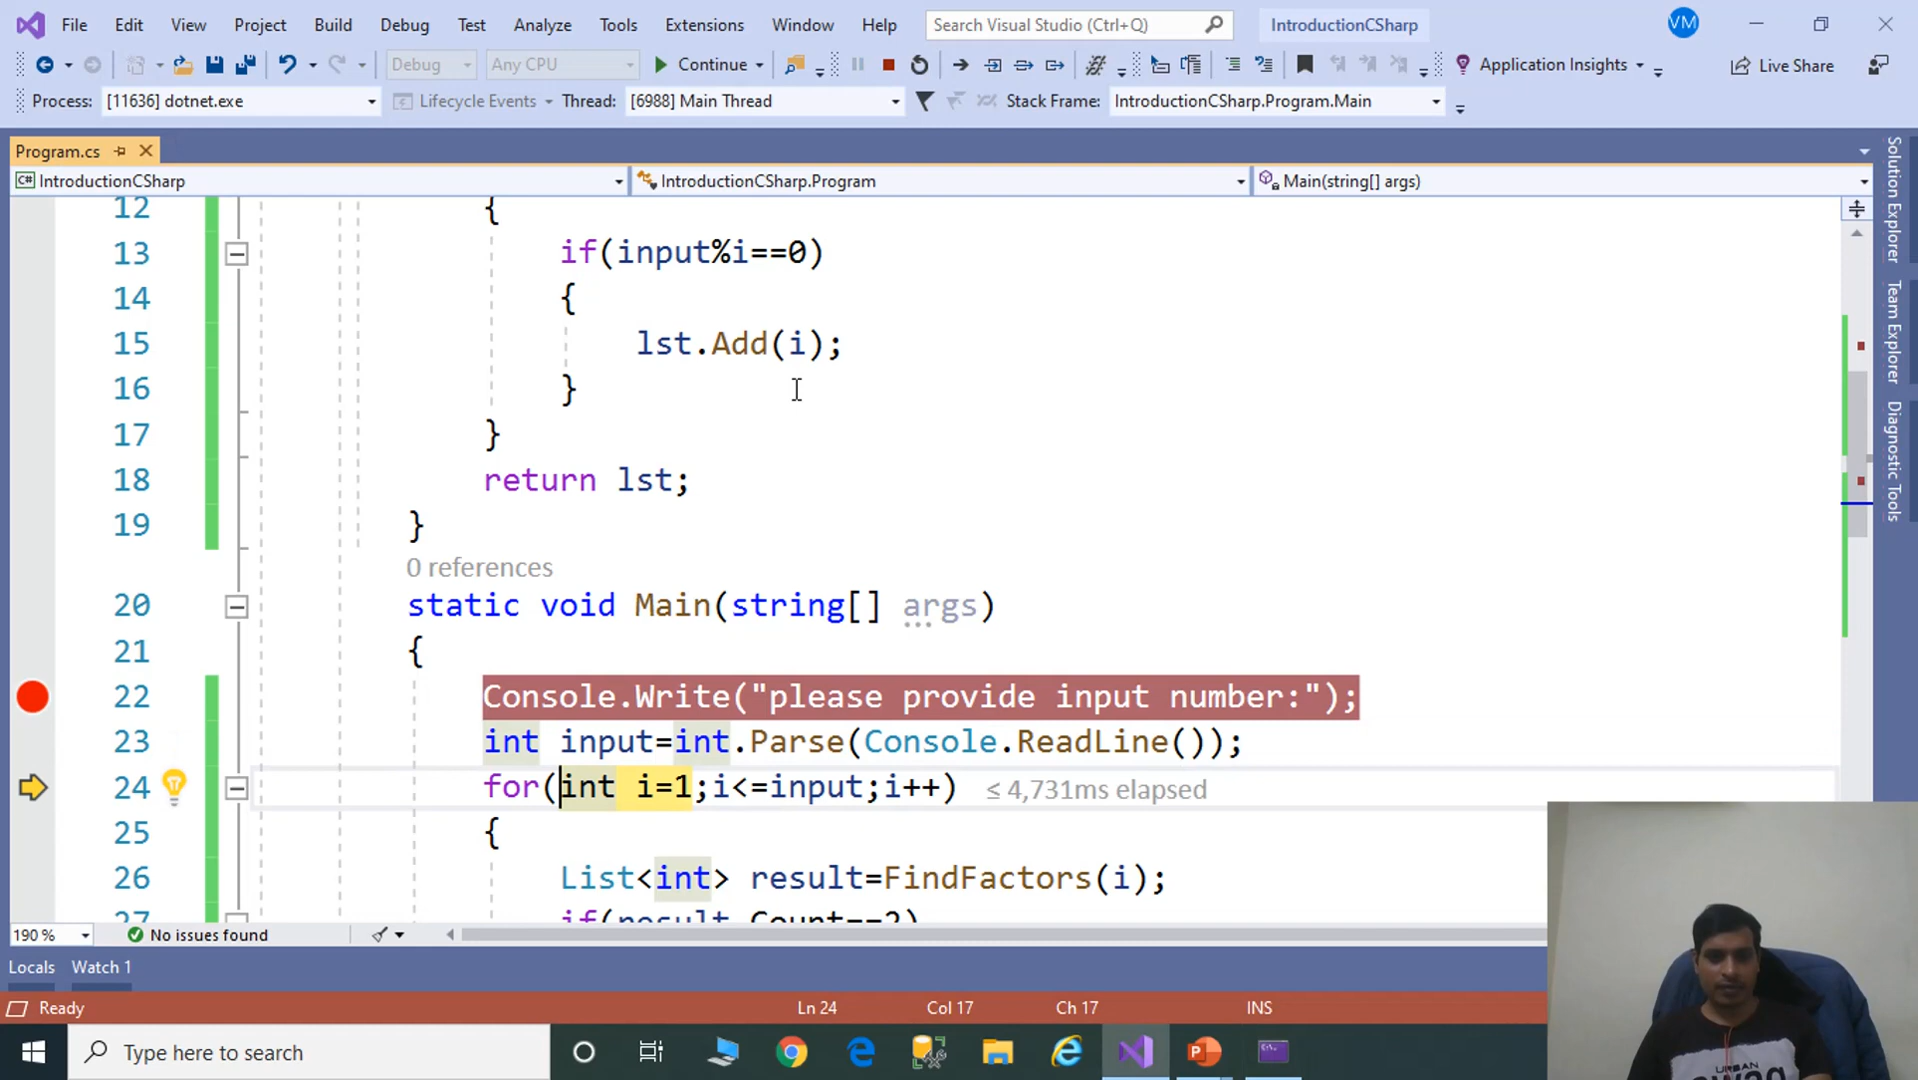 File Edit View Project Build Debug Test Analyze Tools Extensions Window Help Search Visual Studio (Ctrl+Q) IntroductionCSharp VM
Debug Any CPU Continue Application Insights Live Share
Process: [11636] dotnet.exe Lifecycle Events Thread: [6988] Main Thread Stack Frame: IntroductionCSharp.Program.Main
Program.cs
C# IntroductionCSharp IntroductionCSharp.Program Main(string[] args)
12 {
13 if(input%i==0)
14 {
15 lst.Add(i);
16 }
17 }
18 return lst;
19 }
0 references
20 static void Main(string[] args)
21 {
22 Console.Write("please provide input number:");
23 int input=int.Parse(Console.ReadLine());
24 for(int i=1;i<=input;i++) ≤ 4,731ms elapsed
25 {
26 List<int> result=FindFactors(i);
27 if(result.Count==2)
190 % No issues found
Locals Watch 1
Ready Ln 24 Col 17 Ch 17 INS
Type here to search
Solution Explorer
Team Explorer
Diagnostic Tools
URBAN